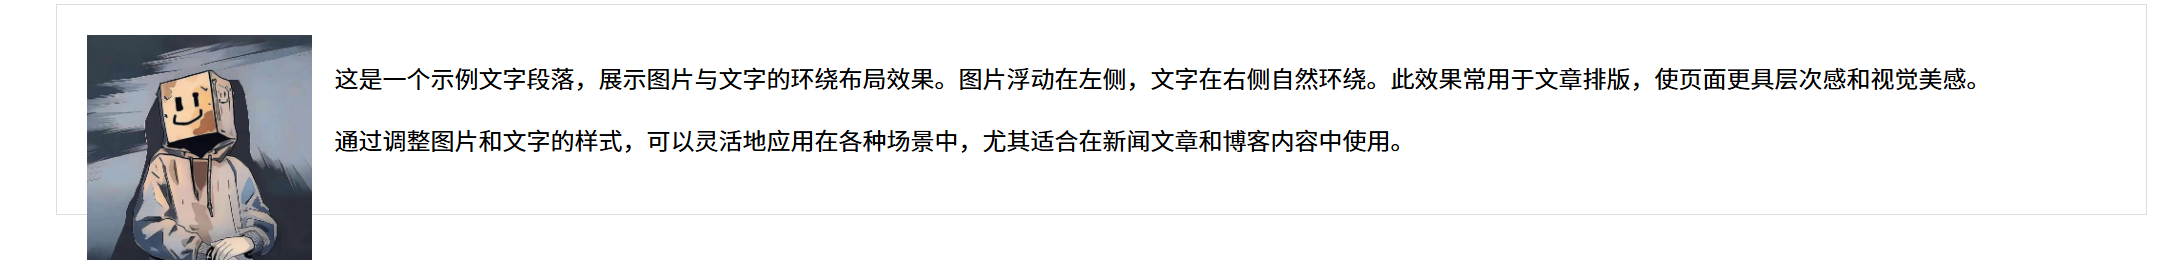 这是一个示例文字段落，展示图片与文字的环绕布局效果。图片浮动在左侧，文字在右侧自然环绕。此效果常用于文章排版，使页面更具层次感和视觉美感。
通过调整图片和文字的样式，可以灵活地应用在各种场景中，尤其适合在新闻文章和博客内容中使用。